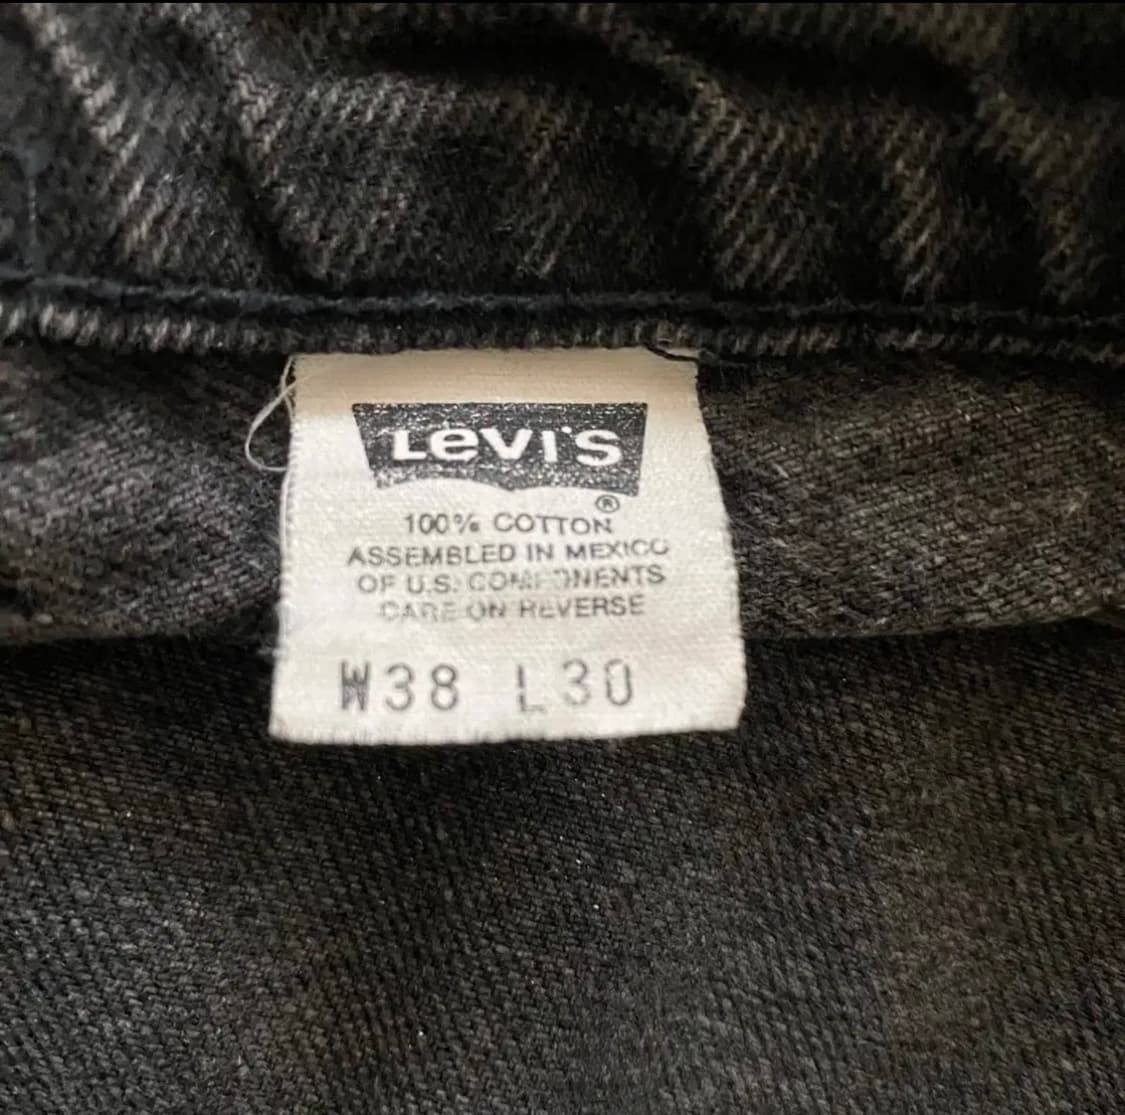 Levi's
®
100% COTTON
ASSEMBLED IN MEXICO
OF U.S. COMPONENTS
CARE ON REVERSE
W38 L30